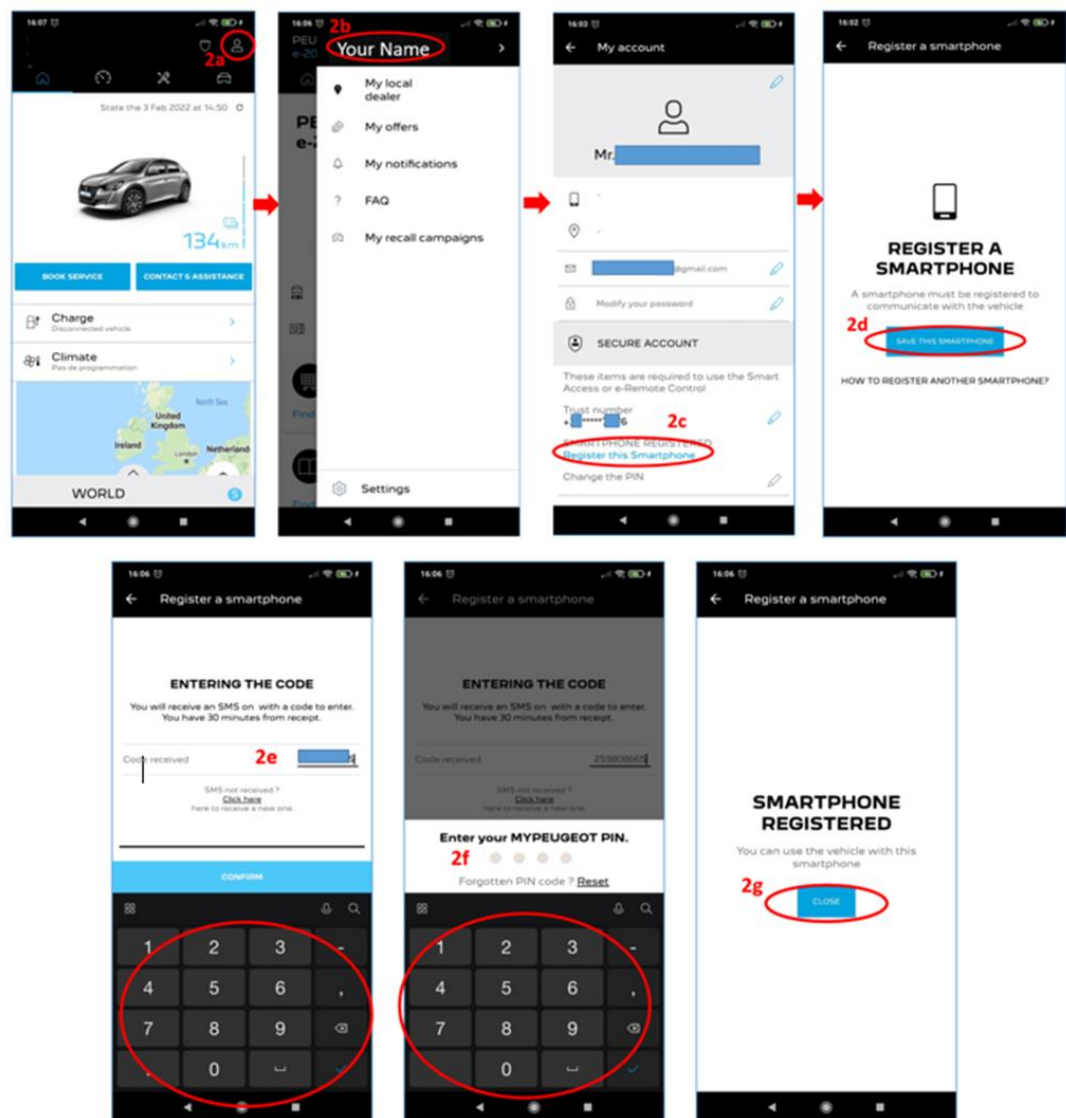 16:07
2a
State the 3 Feb 2022 at 14:50
134 km
BOOK SERVICE
CONTACT & ASSISTANCE
Charge
Disconnected vehicle
Climate
Pas de programmation
North Sea
United
Kingdom
Ireland
London
Netherland
WORLD
5
16:06
2b
PEU
e-20
Your Name
PE
e-2
My local
dealer
My offers
My notifications
? FAQ
My recall campaigns
Find
Settings
16:03
My account
Mr.
-
-
@gmail.com
Modify your password
SECURE ACCOUNT
These items are required to use the Smart
Access or e-Remote Control
Trust number
2c
SMARTPHONE REGISTERED
Register this Smartphone
Change the PIN
16:02
Register a smartphone
REGISTER A
SMARTPHONE
A smartphone must be registered to
communicate with the vehicle
2d
SAVE THIS SMARTPHONE
HOW TO REGISTER ANOTHER SMARTPHONE?
16:06
Register a smartphone
ENTERING THE CODE
You will receive an SMS on with a code to enter.
You have 30 minutes from receipt.
Code received
2e
SMS not received ?
Click here
here to receive a new one.
CONFIRM
1 2 3 -
4 5 6 ,
7 8 9
. 0
16:06
Register a smartphone
ENTERING THE CODE
You will receive an SMS on with a code to enter.
You have 30 minutes from receipt.
Code received
259808665
SMS not received ?
Click here
here to receive a new one.
Enter your MYPEUGEOT PIN.
2f
Forgotten PIN code ? Reset
1 2 3 -
4 5 6 ,
7 8 9
0
16:06
Register a smartphone
SMARTPHONE
REGISTERED
You can use the vehicle with this
smartphone
2g
CLOSE